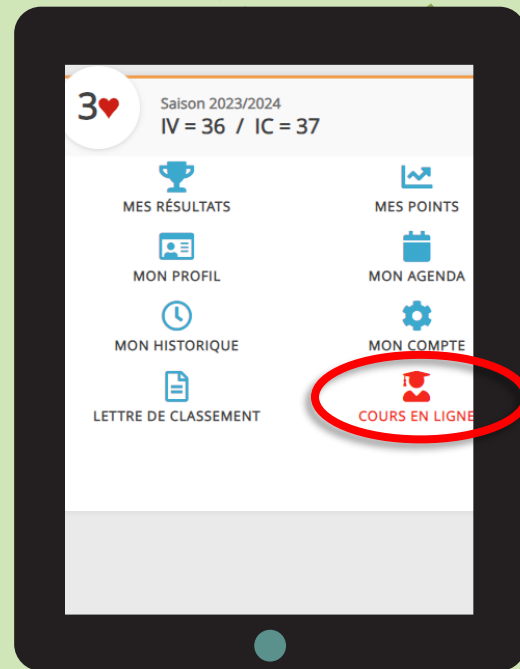 3♥
Saison 2023/2024
IV = 36 / IC = 37
MES RÉSULTATS
MES POINTS
MON PROFIL
MON AGENDA
MON HISTORIQUE
MON COMPTE
LETTRE DE CLASSEMENT
COURS EN LIGNE